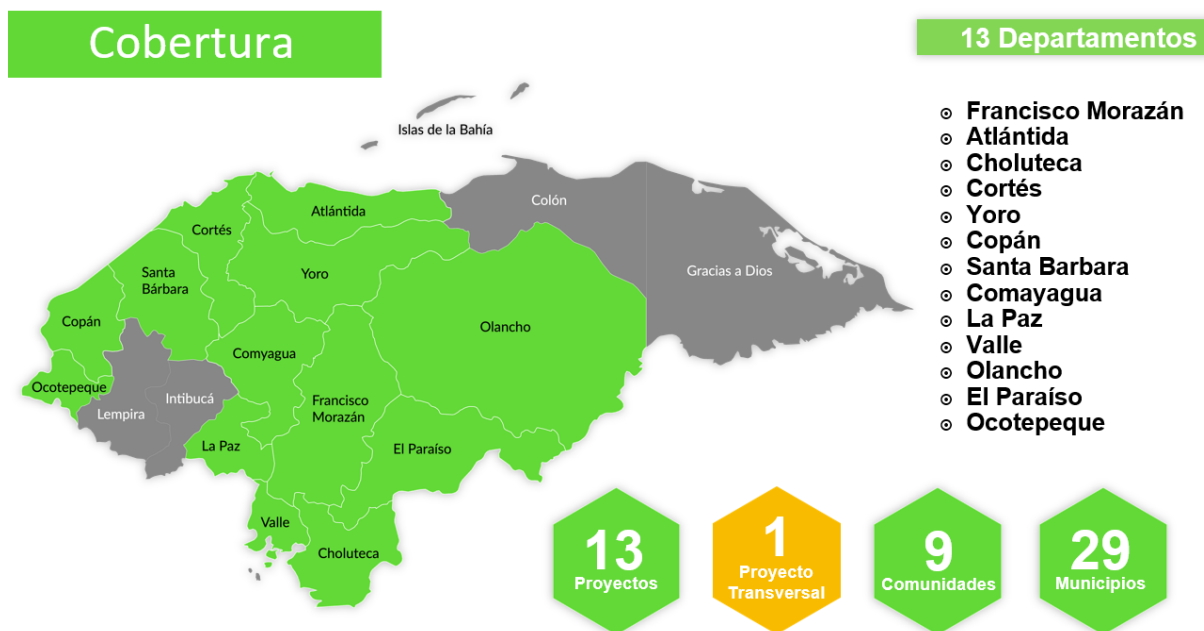 Cobertura
13 Departamentos
Islas de la Bahía
Colón
Atlántida
Cortés
Gracias a Dios
Yoro
Santa
Bárbara
Copán
Olancho
Comyagua
Ocotepeque
Intibucá
Lempira
Francisco
Morazán
La Paz
El Paraíso
Valle
Choluteca
Francisco Morazán
Atlántida
Choluteca
Cortés
Yoro
Copán
Santa Barbara
Comayagua
La Paz
Valle
Olancho
El Paraíso
Ocotepeque
13
Proyectos
1
Proyecto
Transversal
9
Comunidades
29
Municipios